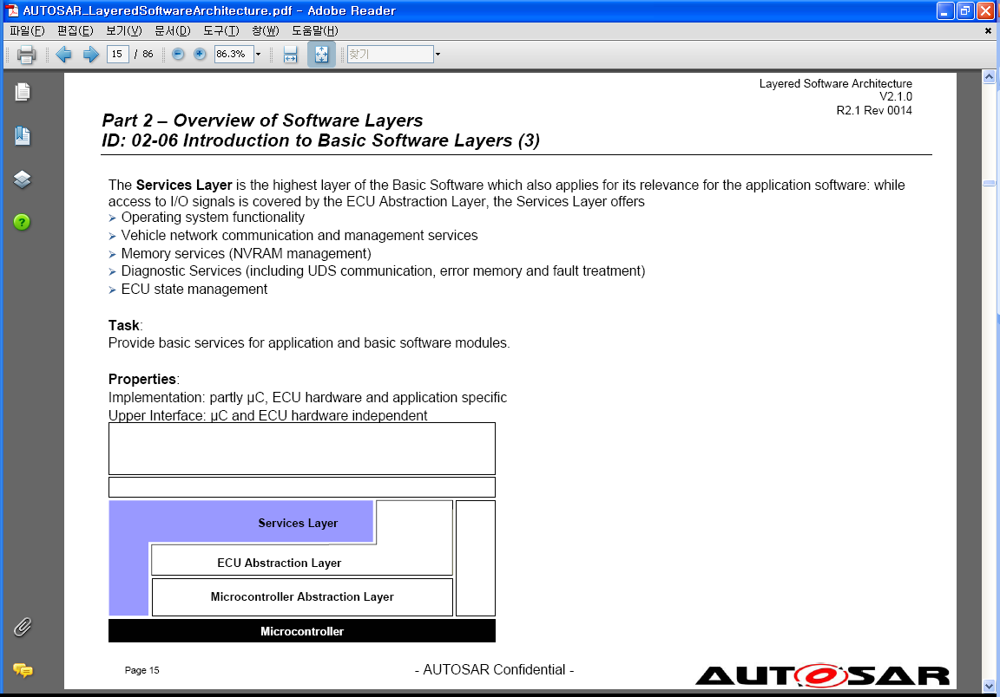 AUTOSAR_LayeredSoftwareArchitecture.pdf - Adobe Reader
파일(F) 편집(E) 보기(V) 문서(D) 도구(T) 창(W) 도움말(H)
15 / 86 86.3% 찾기
Layered Software Architecture
V2.1.0
R2.1 Rev 0014
Part 2 – Overview of Software Layers
ID: 02-06 Introduction to Basic Software Layers (3)
The Services Layer is the highest layer of the Basic Software which also applies for its relevance for the application software: while
access to I/O signals is covered by the ECU Abstraction Layer, the Services Layer offers
➢ Operating system functionality
➢ Vehicle network communication and management services
➢ Memory services (NVRAM management)
➢ Diagnostic Services (including UDS communication, error memory and fault treatment)
➢ ECU state management
Task:
Provide basic services for application and basic software modules.
Properties:
Implementation: partly µC, ECU hardware and application specific
Upper Interface: µC and ECU hardware independent
Services Layer
ECU Abstraction Layer
Microcontroller Abstraction Layer
Microcontroller
Page 15
- AUTOSAR Confidential -
AUTOSAR